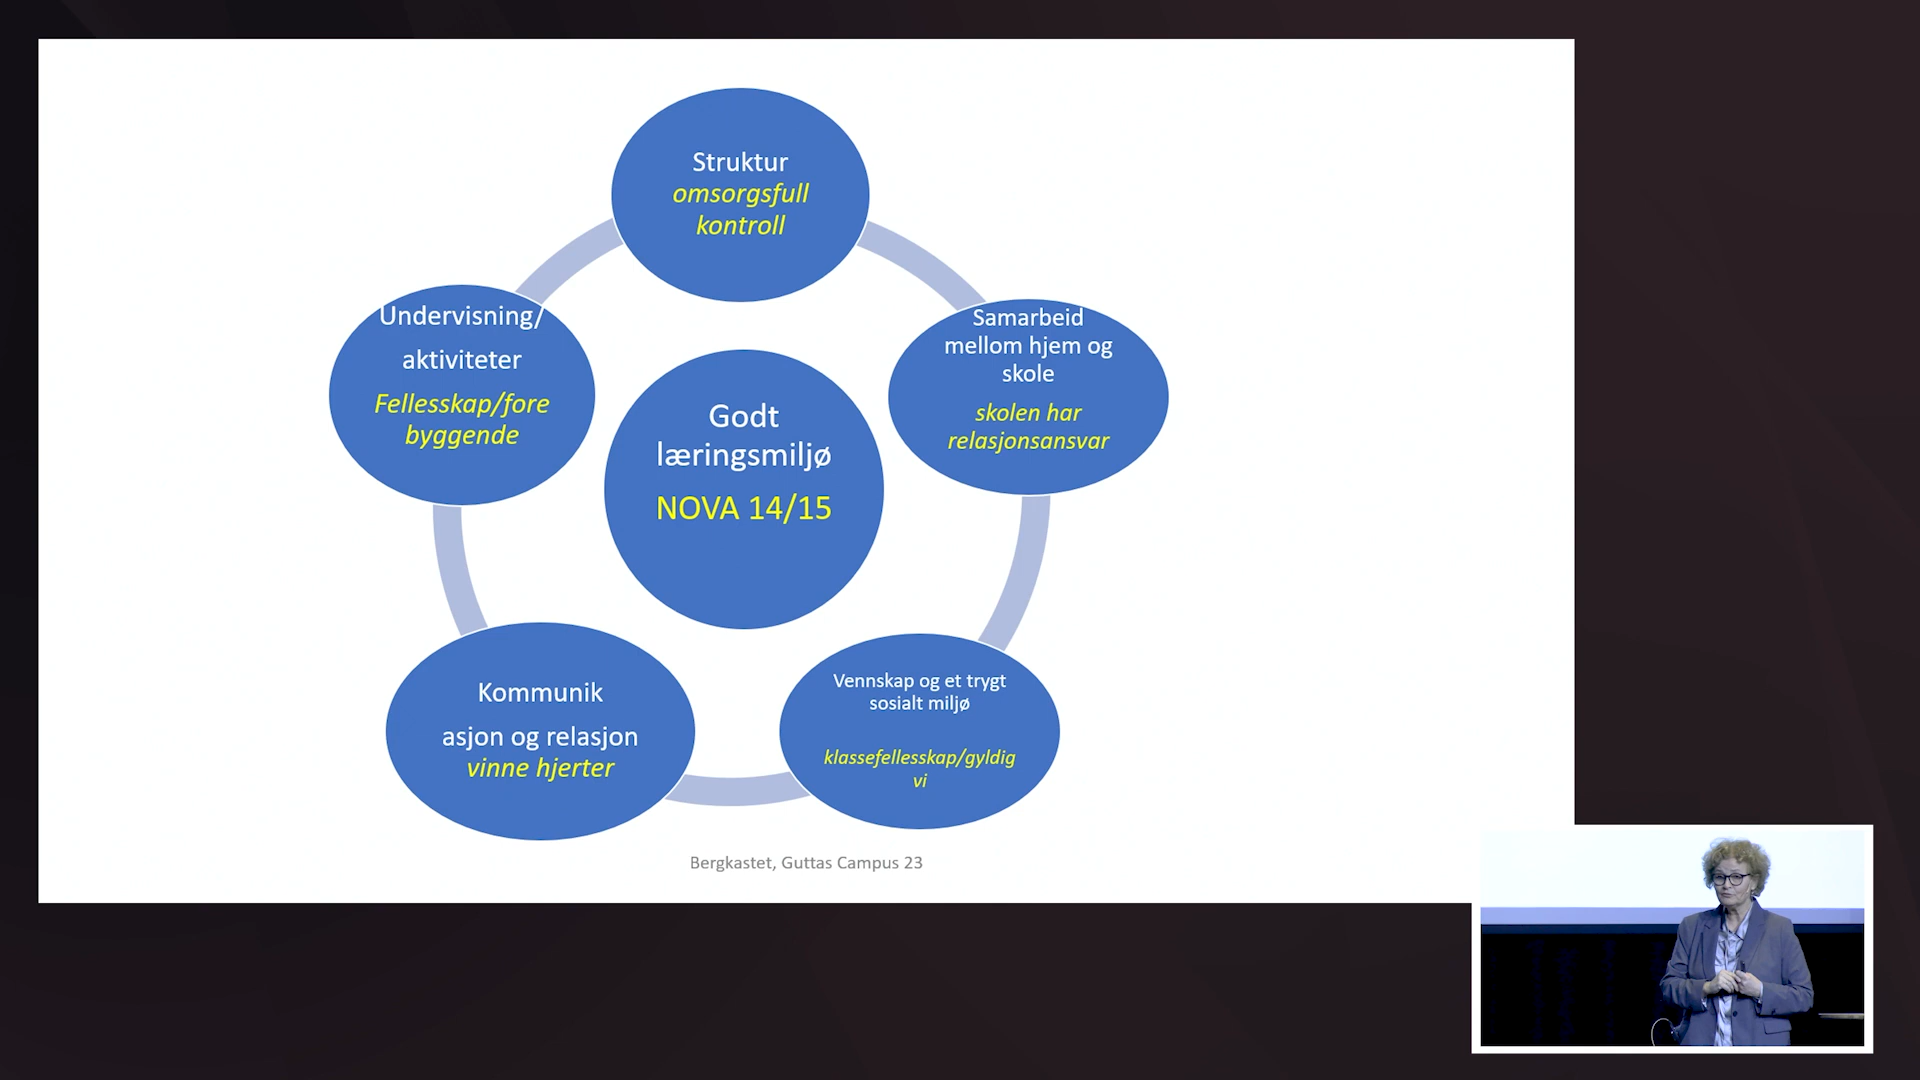 Struktur
omsorgsfull
kontroll
Samarbeid
mellom hjem og
skole
skolen har
relasjonsansvar
Vennskap og et trygt
sosialt miljø
klassefellesskap/gyldig
vi
Kommunik
asjon og relasjon
vinne hjerter
Undervisning/
aktiviteter
Fellesskap/fore
byggende
Godt
læringsmiljø
NOVA 14/15
Bergkastet, Guttas Campus 23